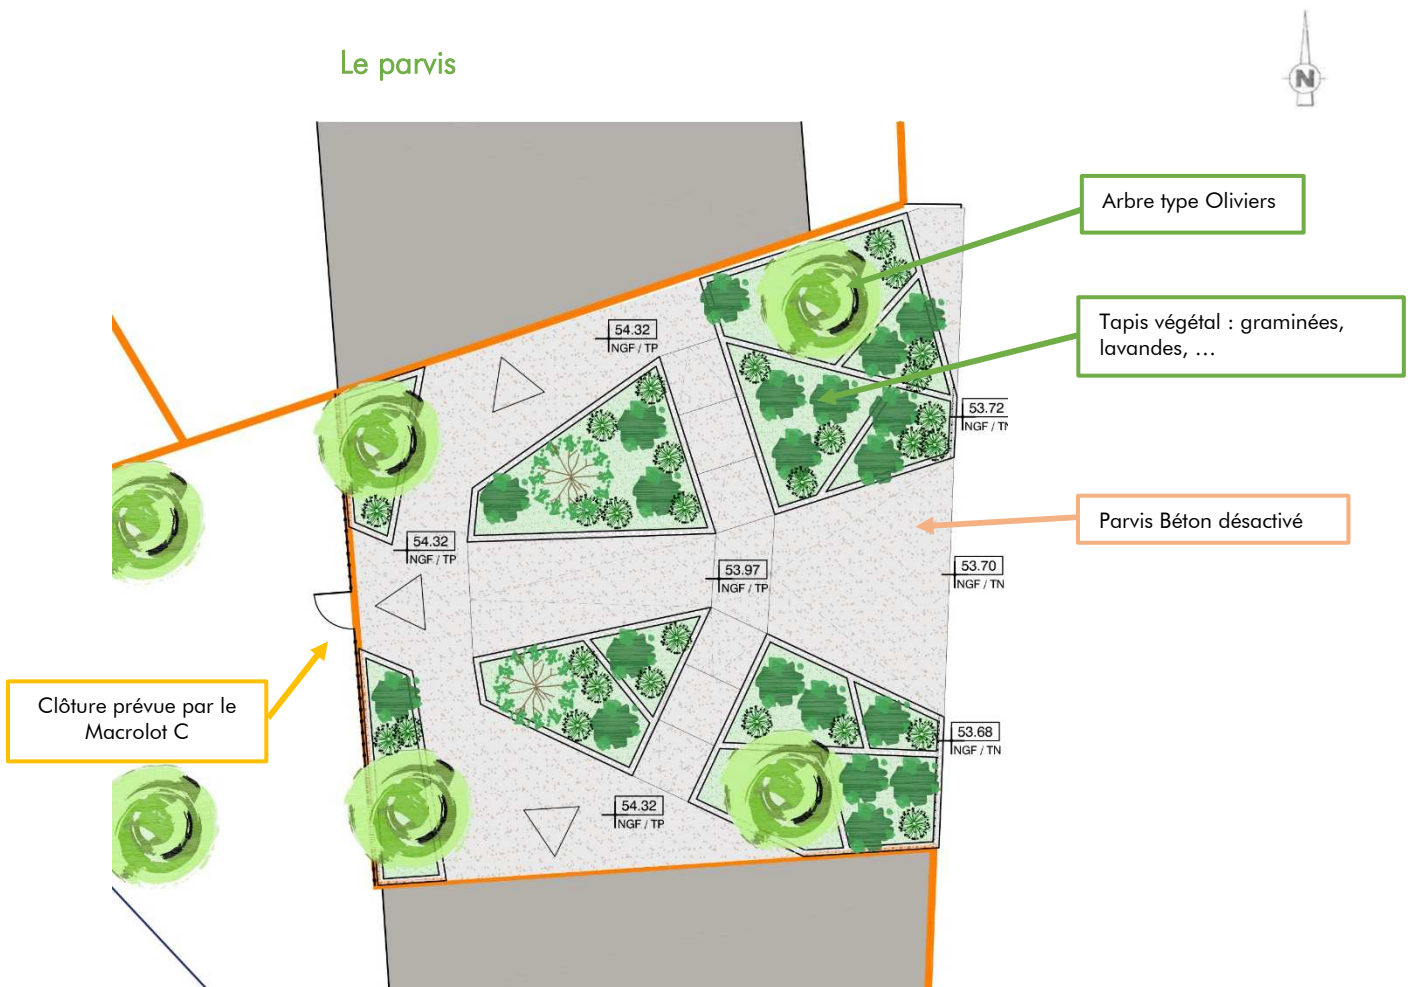 Le parvis
N
Arbre type Oliviers
Tapis végétal : graminées,
lavandes, ...
54.32
NGF / TP
53.72
NGF / TN
Parvis Béton désactivé
54.32
NGF / TP
53.97
NGF / TP
53.70
NGF / TN
Clôture prévue par le
Macrolot C
53.68
NGF / TN
54.32
NGF / TP